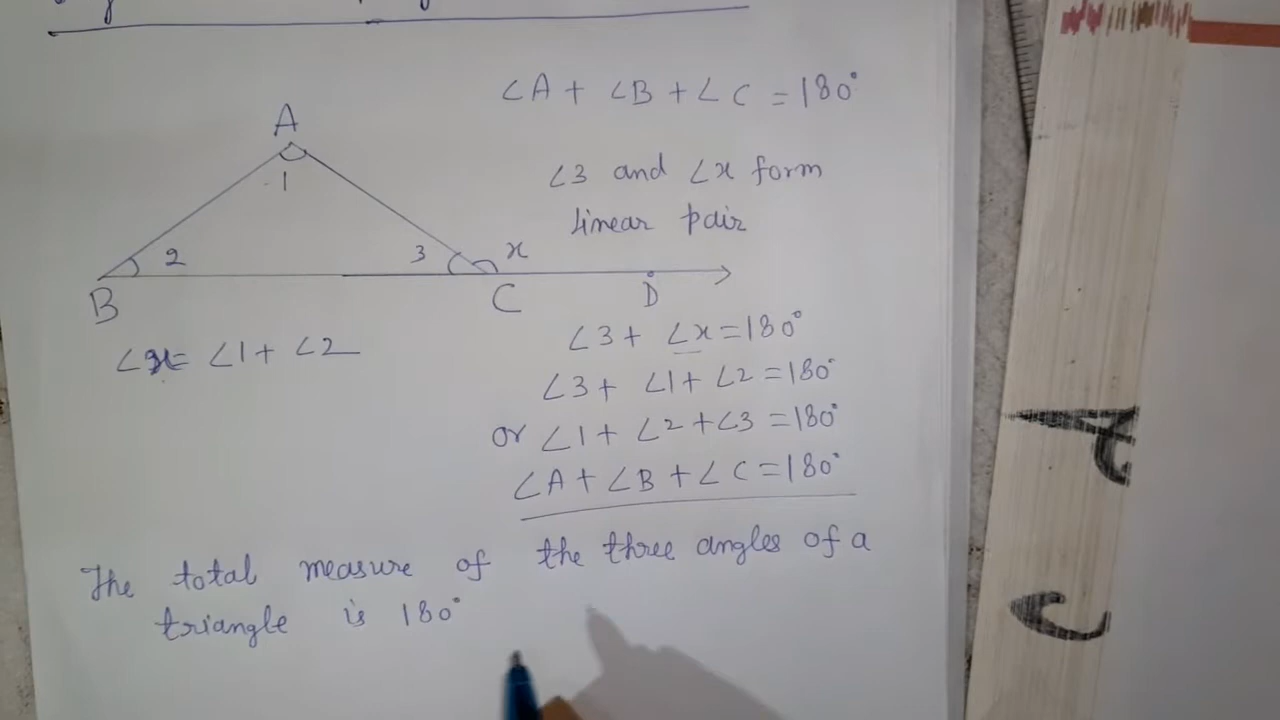 ∠A + ∠B + ∠C = 180°
A
1
∠3 and ∠x form
linear pair
2
3
x
B
C
D
∠x = ∠1 + ∠2
∠3 + ∠x = 180°
∠3 + ∠1 + ∠2 = 180°
or ∠1 + ∠2 + ∠3 = 180°
∠A + ∠B + ∠C = 180°
The total measure of the three angles of a
triangle is 180°
A
C